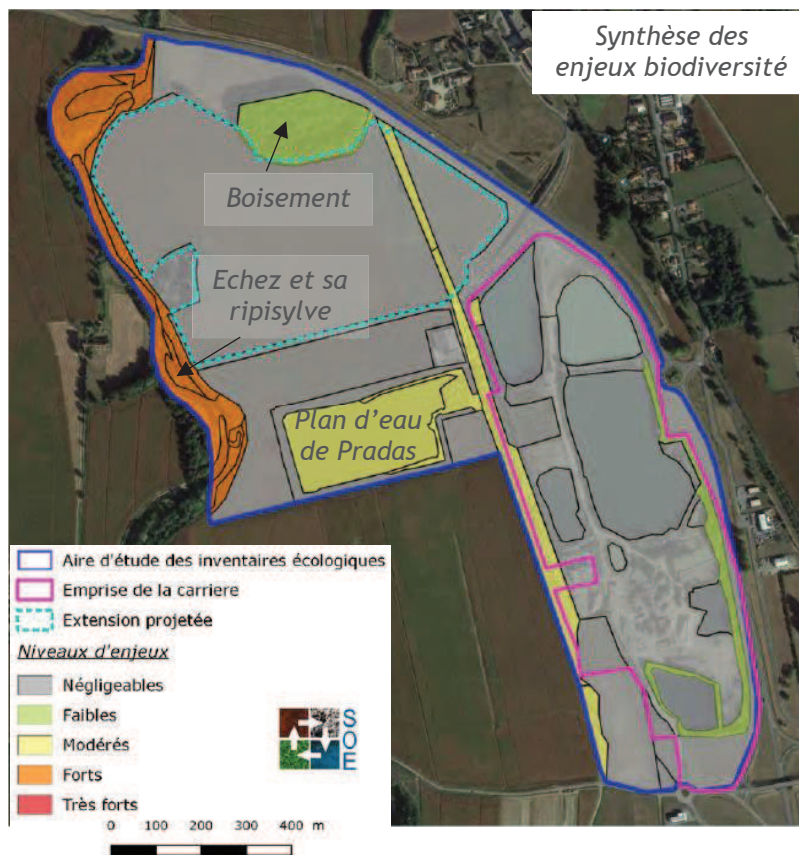 Synthèse des
enjeux biodiversité
Boisement
Echez et sa
ripisylve
Plan d'eau
de Pradas
Aire d'étude des inventaires écologiques
Emprise de la carriere
Extension projetée
Niveaux d'enjeux
Négligeables
Faibles
Modérés
Forts
Très forts
SOE
0 100 200 300 400 m